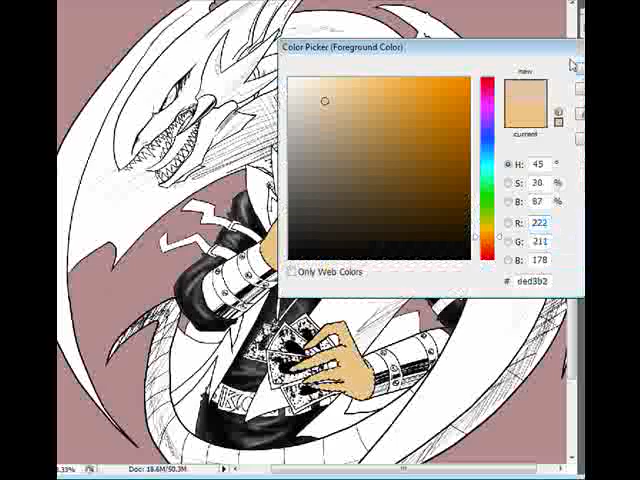 Color Picker (Foreground Color)
new
current
H: 45 °
S: 20 %
B: 87 %
R: 222
G: 211
B: 178
# ded3b2
Only Web Colors
Doc: 18.6M/50.3M